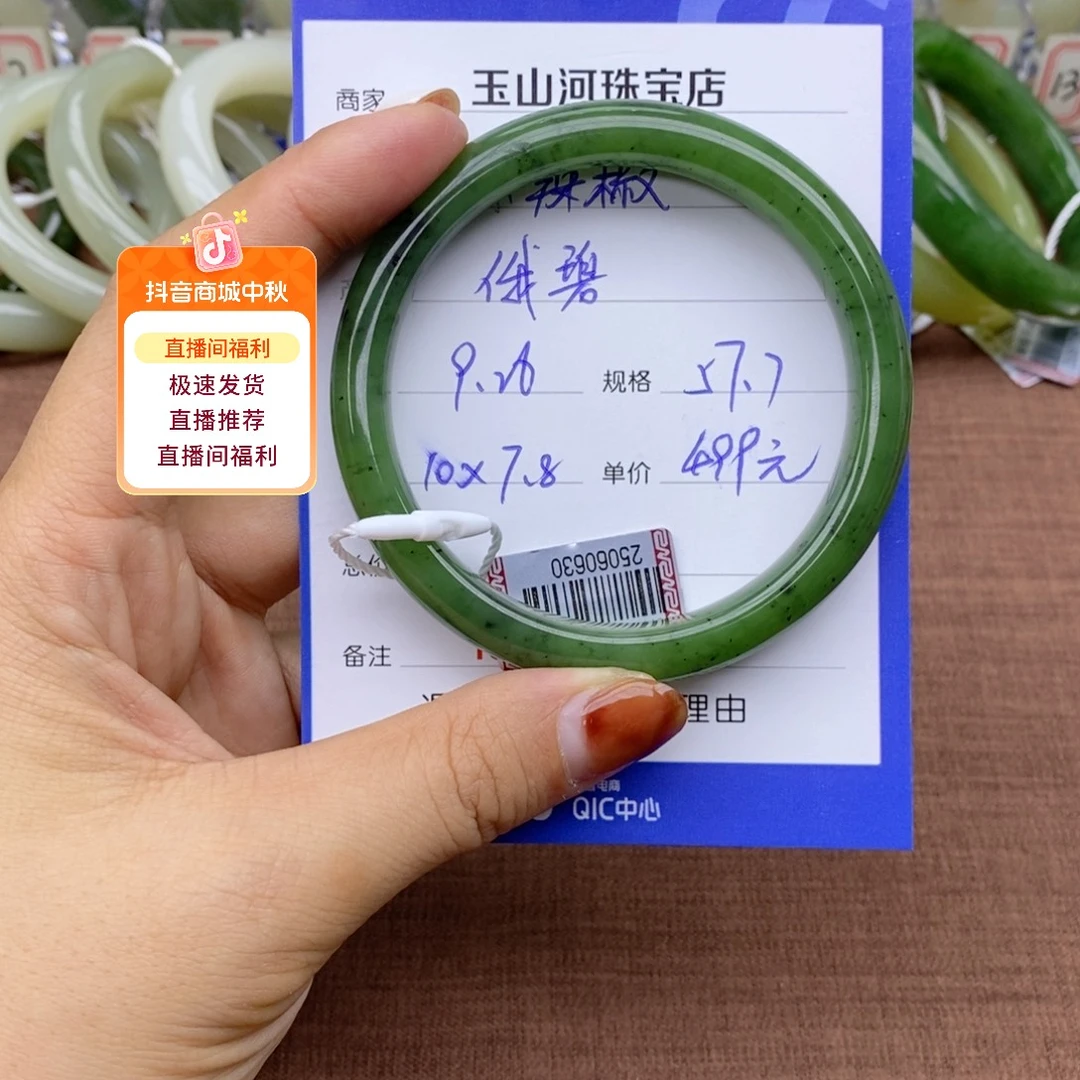 商家 玉山河珠宝店
俄碧
9.26 规格 57.7
10x7.8 单价 499元
25060630
备注
理由
QIC中心
抖音商城中秋
直播间福利
极速发货
直播推荐
直播间福利